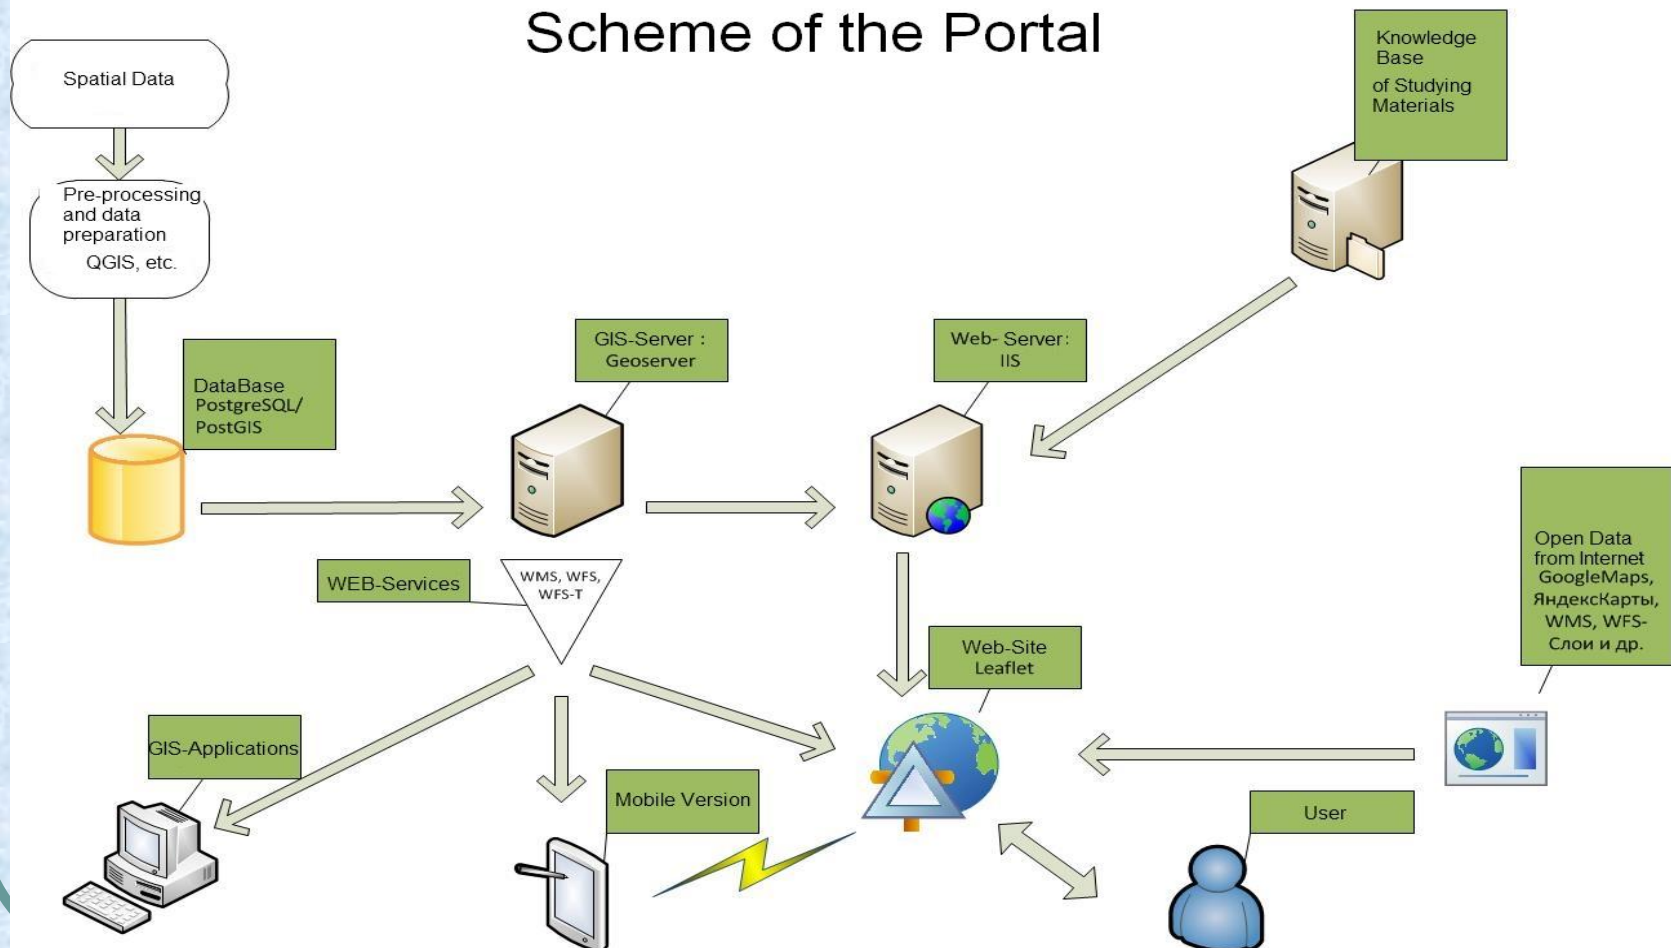 Scheme of the Portal
Spatial Data
Pre-processing
and data
preparation
QGIS, etc.
DataBase
PostgreSQL/
PostGIS
GIS-Server :
Geoserver
Web- Server:
IIS
Knowledge
Base
of Studying
Materials
WEB-Services
WMS, WFS,
WFS-T
Web-Site
Leaflet
Open Data
from Internet
GoogleMaps,
ЯндексКарты,
WMS, WFS-
Слои и др.
GIS-Applications
Mobile Version
User